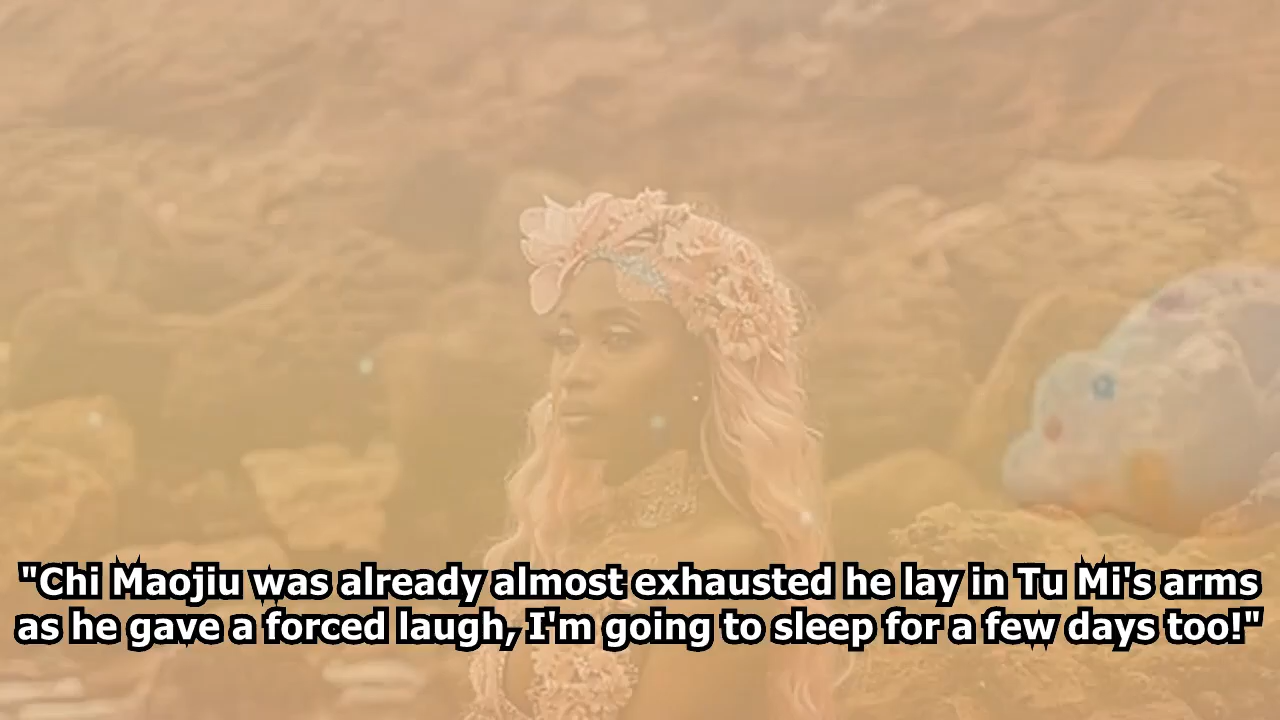 "Chi Maojiu was already almost exhausted he lay in Tu Mi's arms
as he gave a forced laugh, I'm going to sleep for a few days too!"